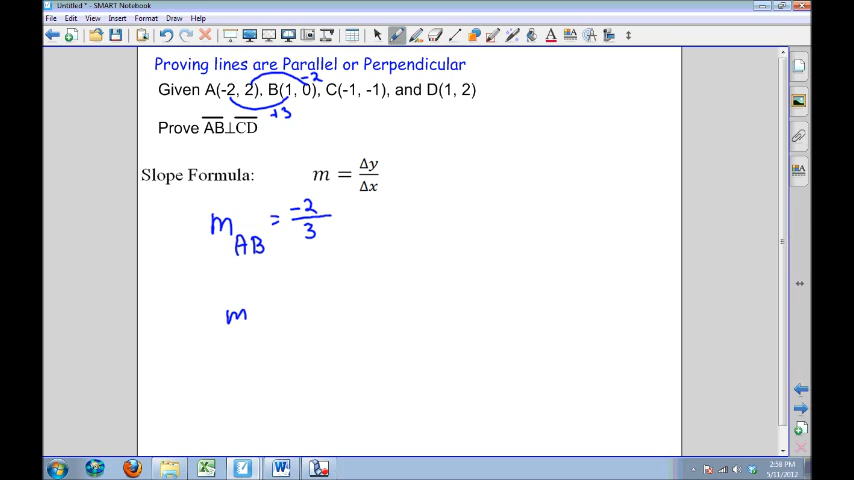 Untitled * - SMART Notebook
File Edit View Insert Format Draw Help
Proving lines are Parallel or Perpendicular
-2
Given A(-2, 2), B(1, 0), C(-1, -1), and D(1, 2)
+3
Prove AB⊥CD
Slope Formula: m = Δy/Δx
m AB = -2/3
m
2:58 PM
5/11/2012